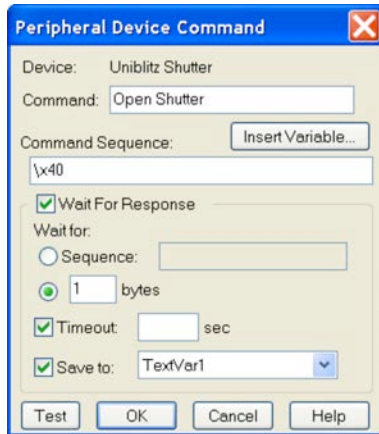 Peripheral Device Command
Device: Uniblitz Shutter
Command: Open Shutter
Command Sequence: Insert Variable...
\x40
Wait For Response
Wait for:
Sequence:
1 bytes
Timeout: sec
Save to: TextVar1
Test OK Cancel Help